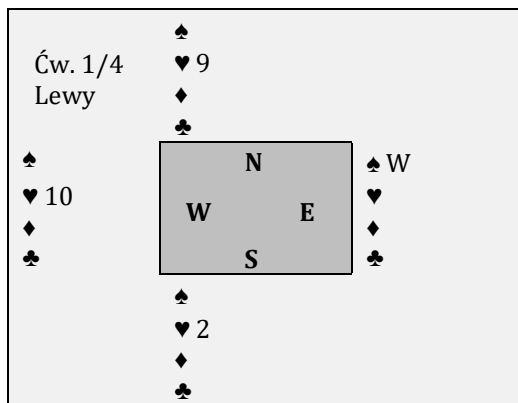 Ćw. 1/4
Lewy
♠
♥ 9
♦
♣
♠
♥ 10
♦
♣
N
W E
S
♠ W
♥
♦
♣
♠
♥ 2
♦
♣